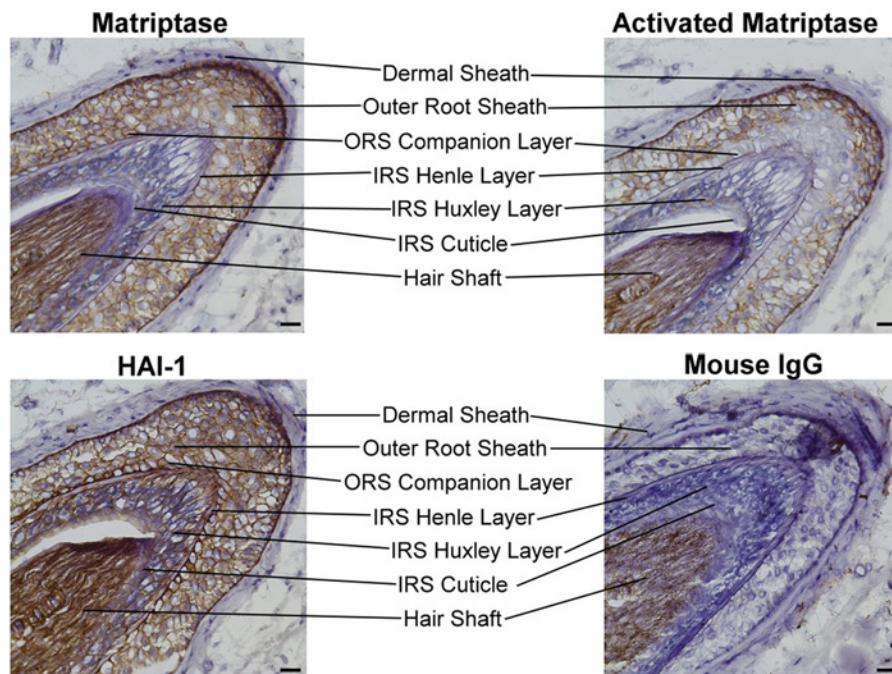 Matriptase
Activated Matriptase
Dermal Sheath
Outer Root Sheath
ORS Companion Layer
IRS Henle Layer
IRS Huxley Layer
IRS Cuticle
Hair Shaft
HAI-1
Mouse IgG
Dermal Sheath
Outer Root Sheath
ORS Companion Layer
IRS Henle Layer
IRS Huxley Layer
IRS Cuticle
Hair Shaft